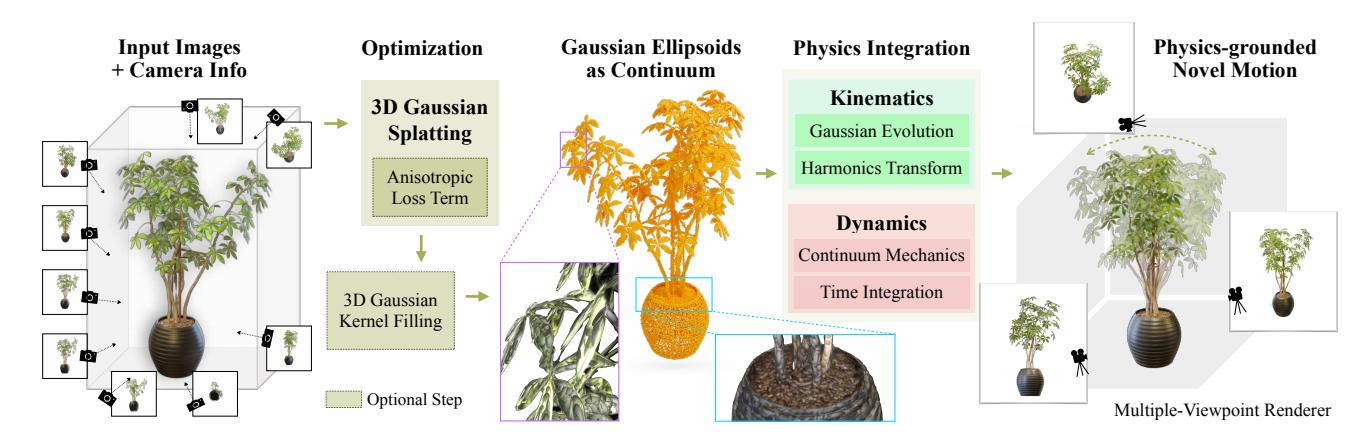 Input Images
+ Camera Info
Optimization
3D Gaussian
Splatting
Anisotropic
Loss Term
3D Gaussian
Kernel Filling
Optional Step
Gaussian Ellipsoids
as Continuum
Physics Integration
Kinematics
Gaussian Evolution
Harmonics Transform
Dynamics
Continuum Mechanics
Time Integration
Physics-grounded
Novel Motion
Multiple-Viewpoint Renderer